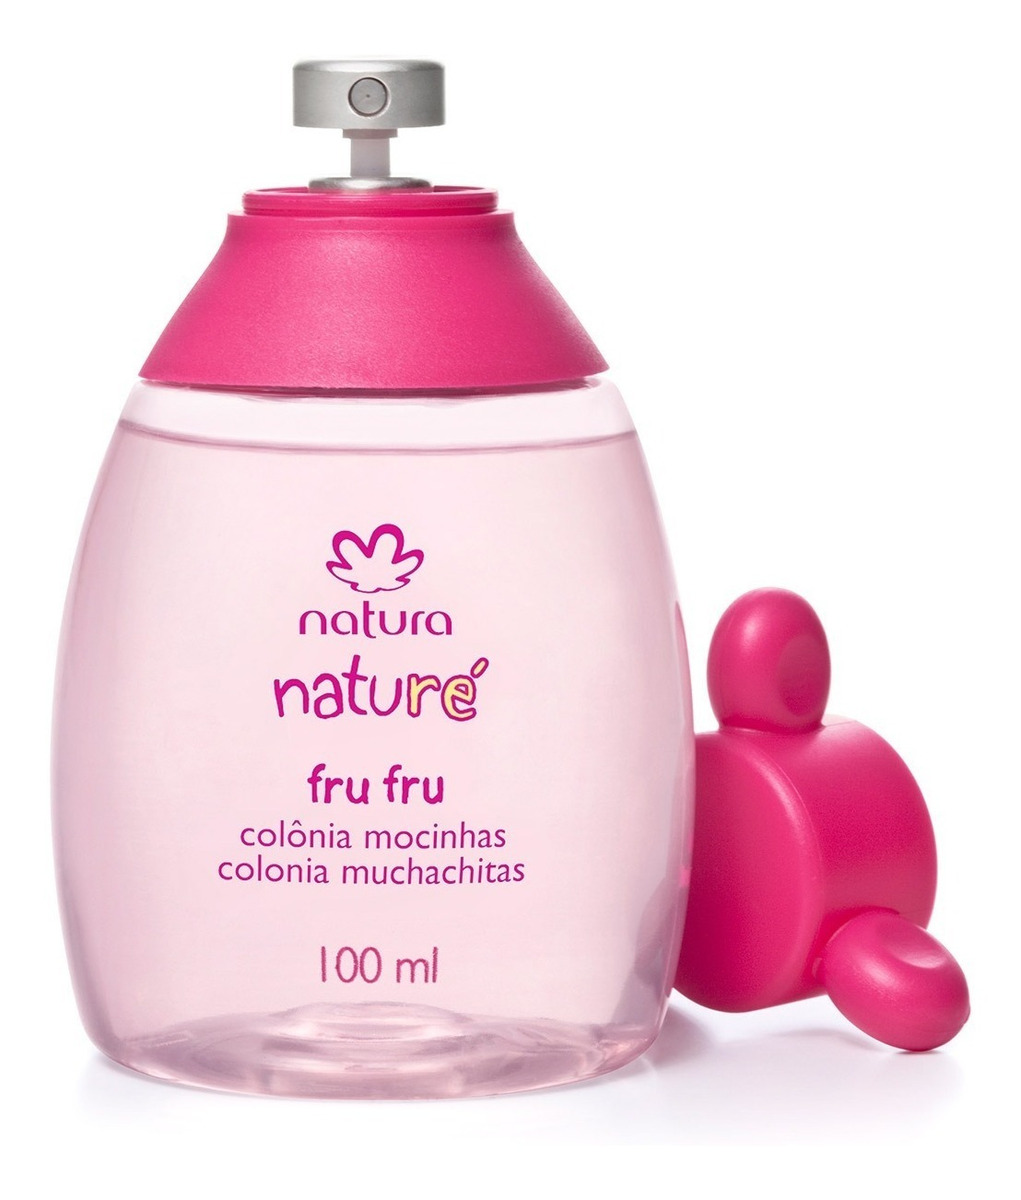 natura
naturé
fru fru
colônia mocinhas
colonia muchachitas
100 ml